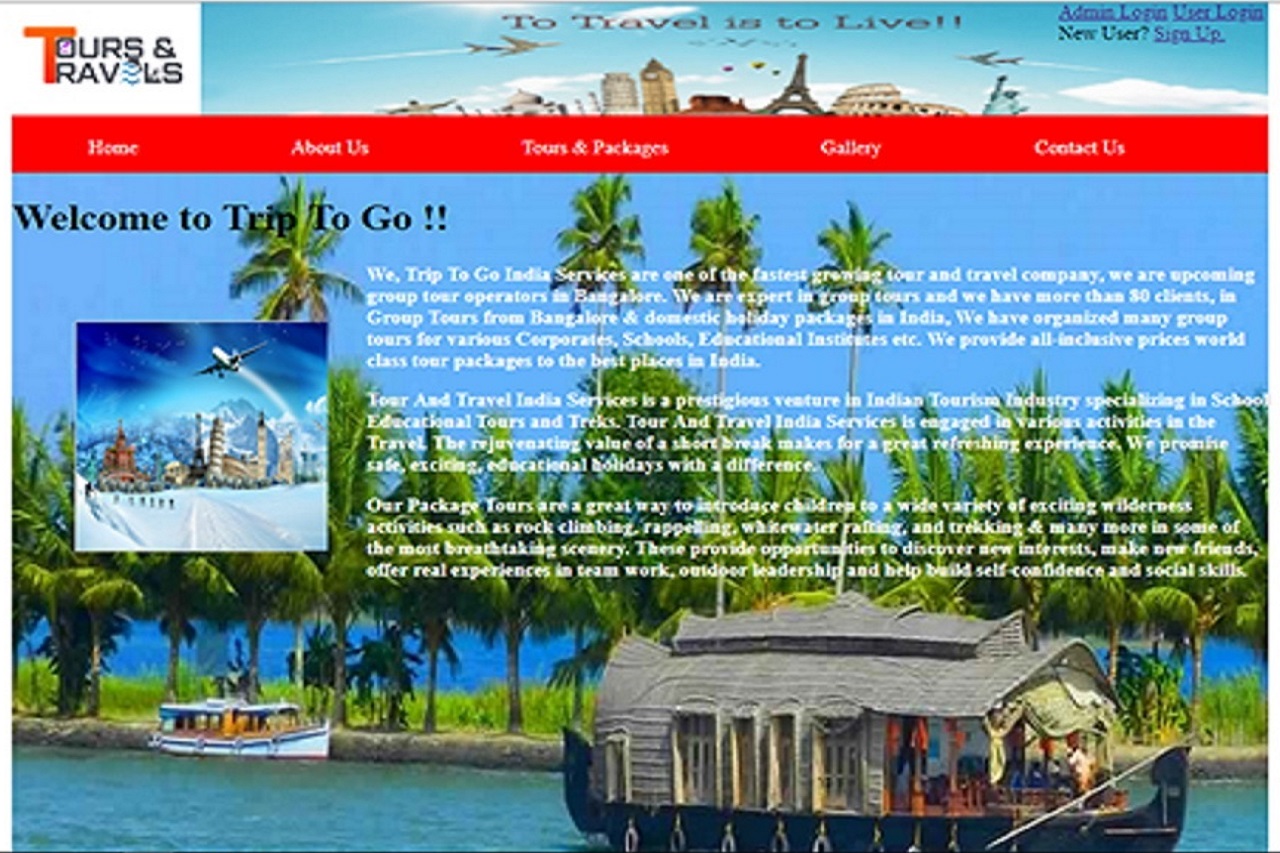 TOURS &
TRAVELS
To Travel is to Live!!
Admin Login User Login
New User? Sign Up
Home About Us Tours & Packages Gallery Contact Us
Welcome to Trip To Go !!
We, Trip To Go India Services are one of the fastest growing tour and travel company, we are upcoming
group tour operators in Bangalore. We are expert in group tours and we have more than 80 clients, in
Group Tours from Bangalore & domestic holiday packages in India, We have organized many group
tours for various Corporates, Schools, Educational Institutes etc. We provide all-inclusive prices world
class tour packages to the best places in India.
Tour And Travel India Services is a prestigious venture in Indian Tourism Industry specializing in School
Educational Tours and Treks. Tour And Travel India Services is engaged in various activities in the
Travel. The rejuvenating value of a short break makes for a great refreshing experience. We promise
safe, exciting, educational holidays with a difference.
Our Package Tours are a great way to introduce children to a wide variety of exciting wilderness
activities such as rock climbing, rappelling, whitewater rafting, and trekking & many more in some of
the most breathtaking scenery. These provide opportunities to discover new interests, make new friends,
offer real experiences in team work, outdoor leadership and help build self-confidence and social skills.